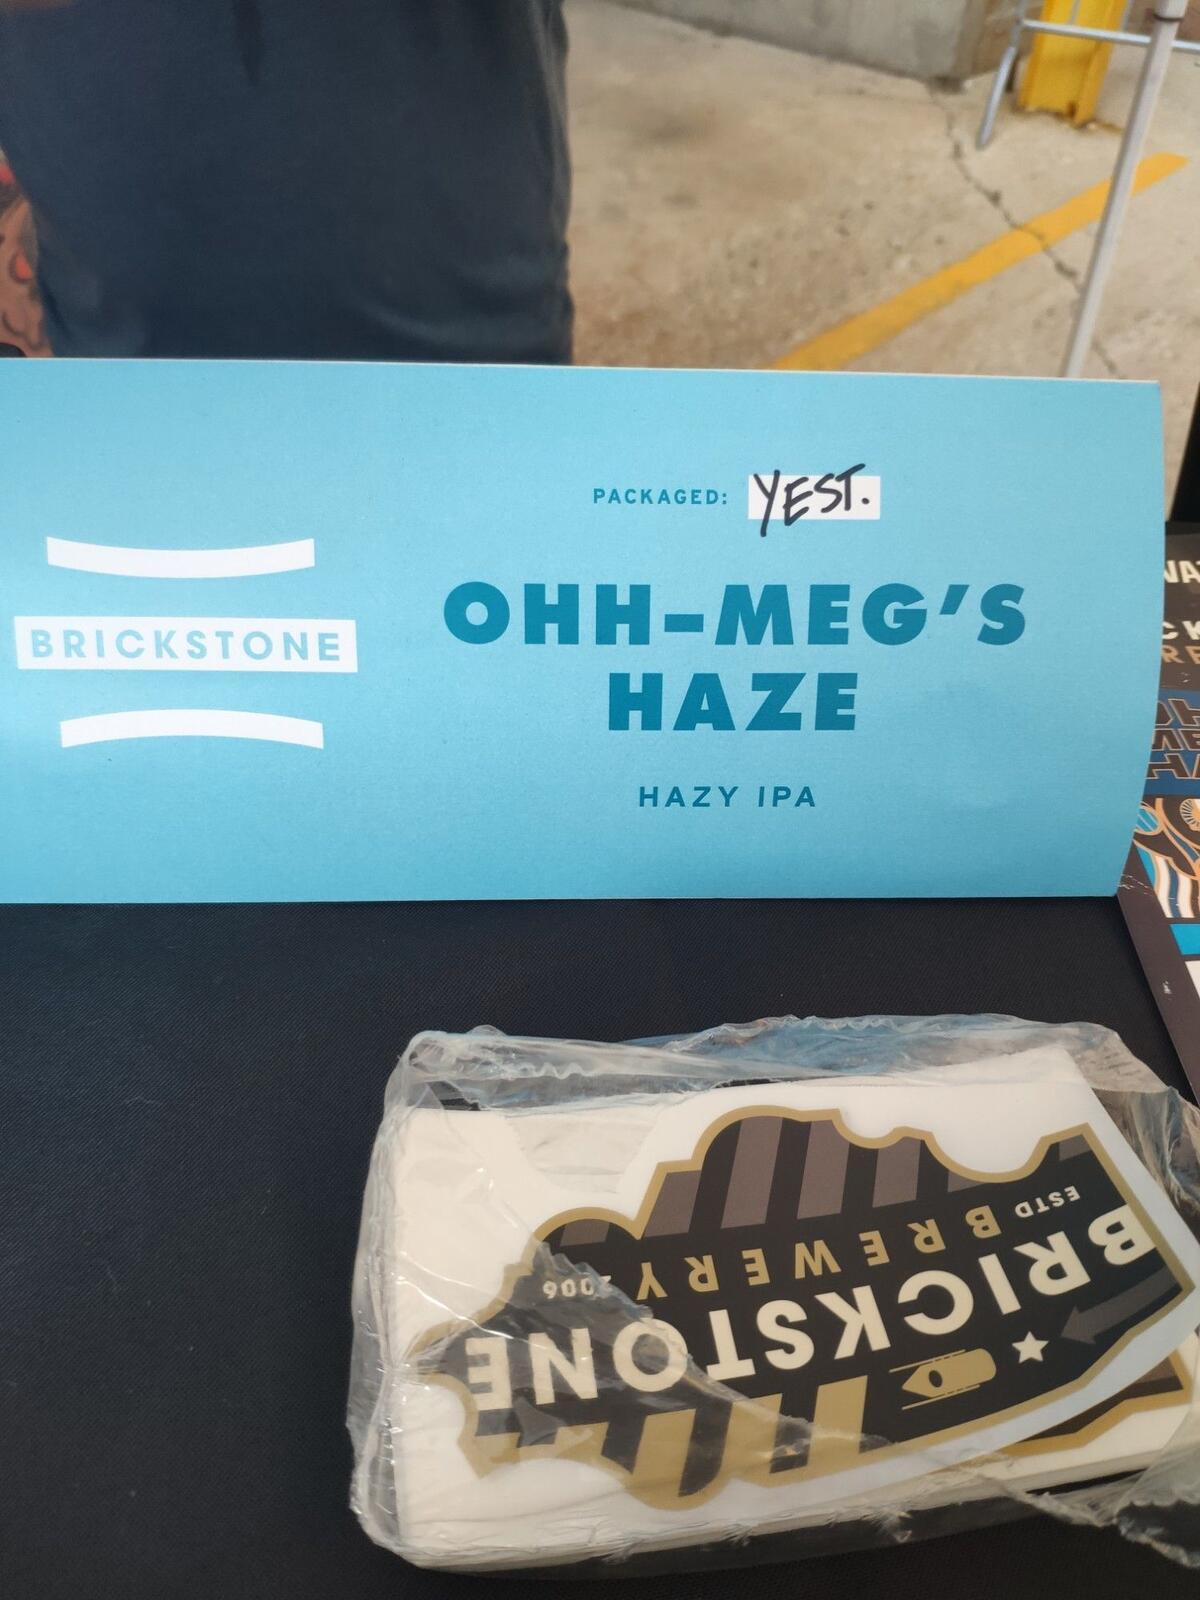 PACKAGED: YEST.
BRICKSTONE
OHH-MEG'S
HAZE
HAZY IPA
ESTD BREWERY 2006
BRICKSTONE